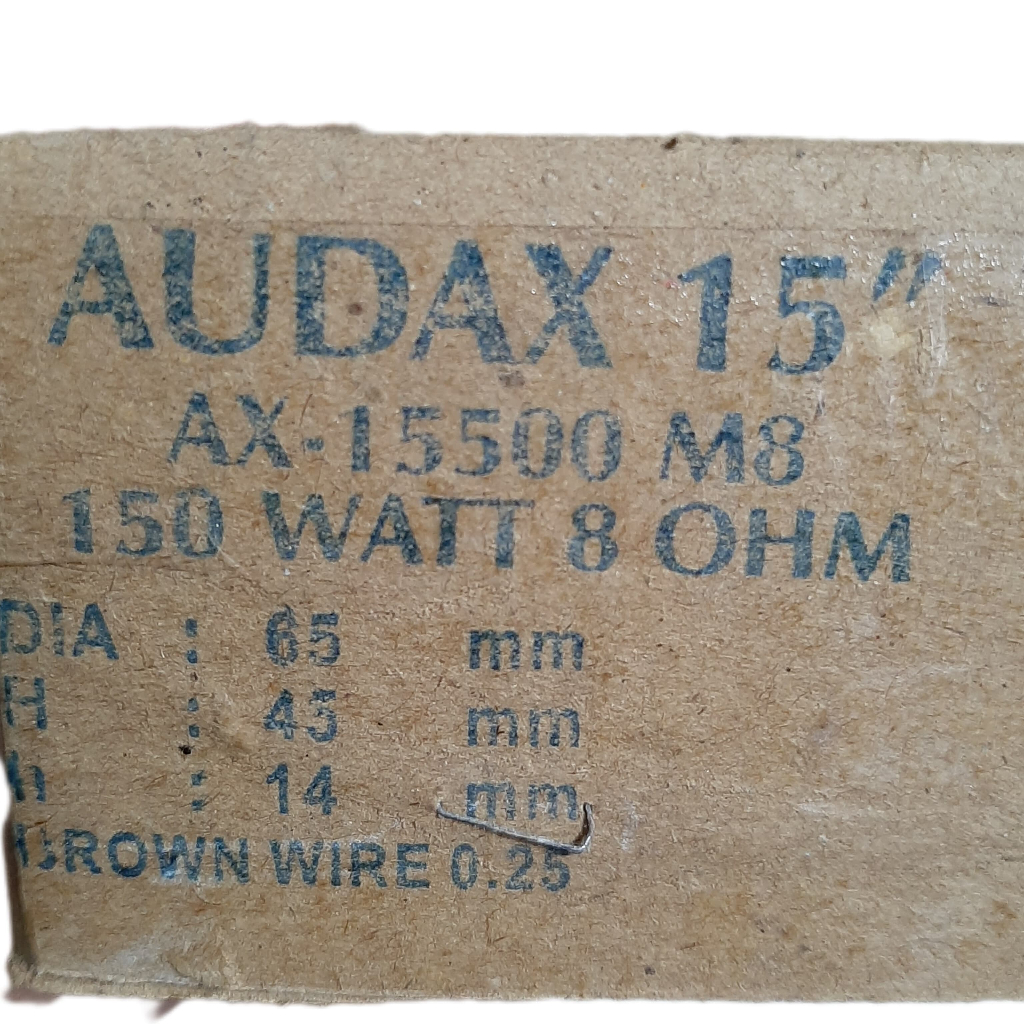 AUDAX 15"
AX-15500 M8
150 WATT 8 OHM
DIA : 65 mm
H : 45 mm
h : 14 mm
BROWN WIRE 0.25